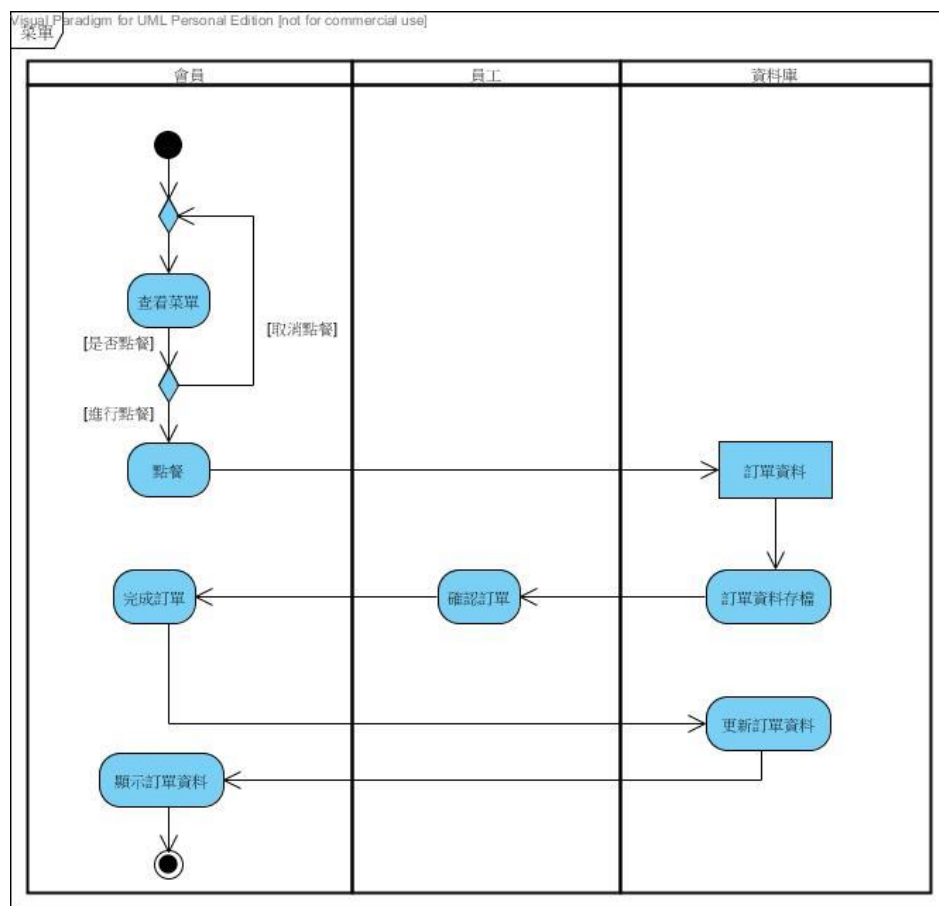 Visual Paradigm for UML Personal Edition [not for commercial use]
菜單
會員
員工
資料庫
查看菜單
[是否點餐]
[取消點餐]
[進行點餐]
點餐
訂單資料
完成訂單
確認訂單
訂單資料存檔
更新訂單資料
顯示訂單資料